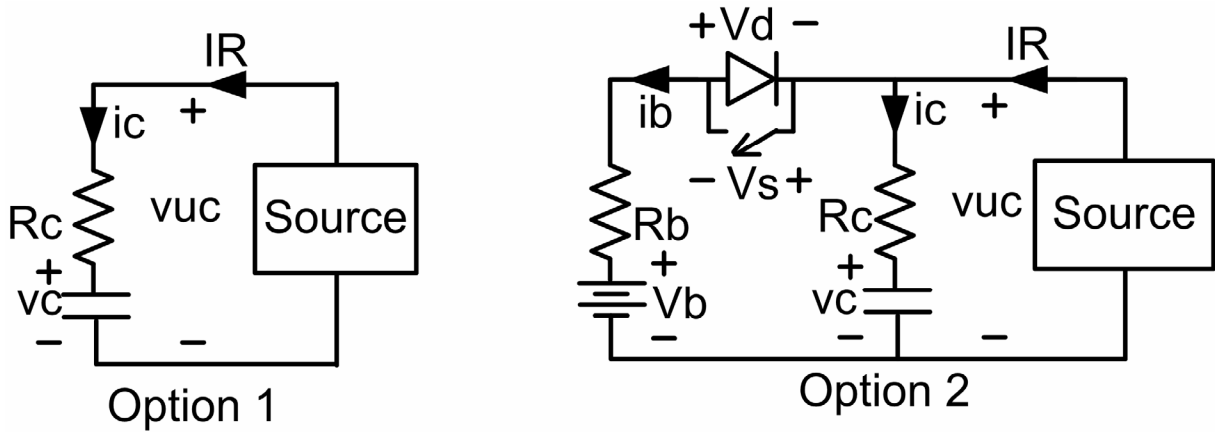 IR
+
ic
Rc
vuc
Source
+
vc
−
−
Option 1
+Vd −
IR
ib
− Vs +
ic
+
Rb
Rc
vuc
Source
+
Vb
−
+
vc
−
−
Option 2